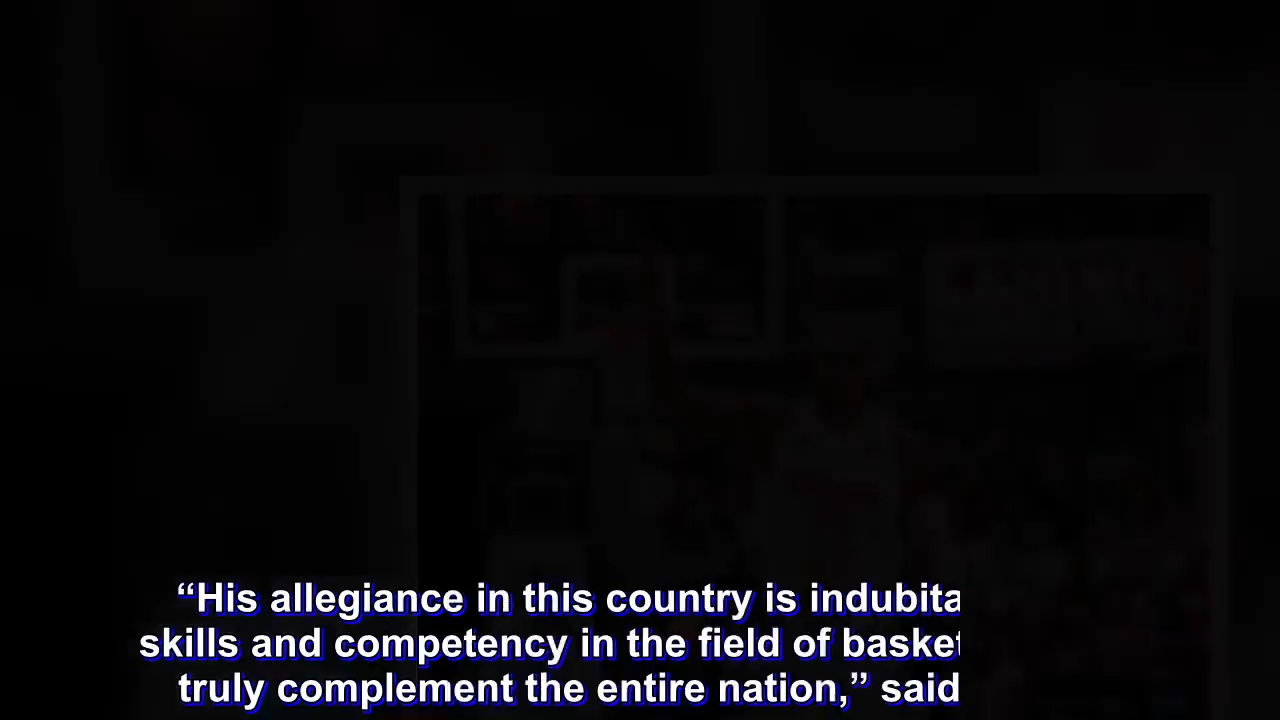 “His allegiance in this country is indubita
skills and competency in the field of basket
truly complement the entire nation,” said